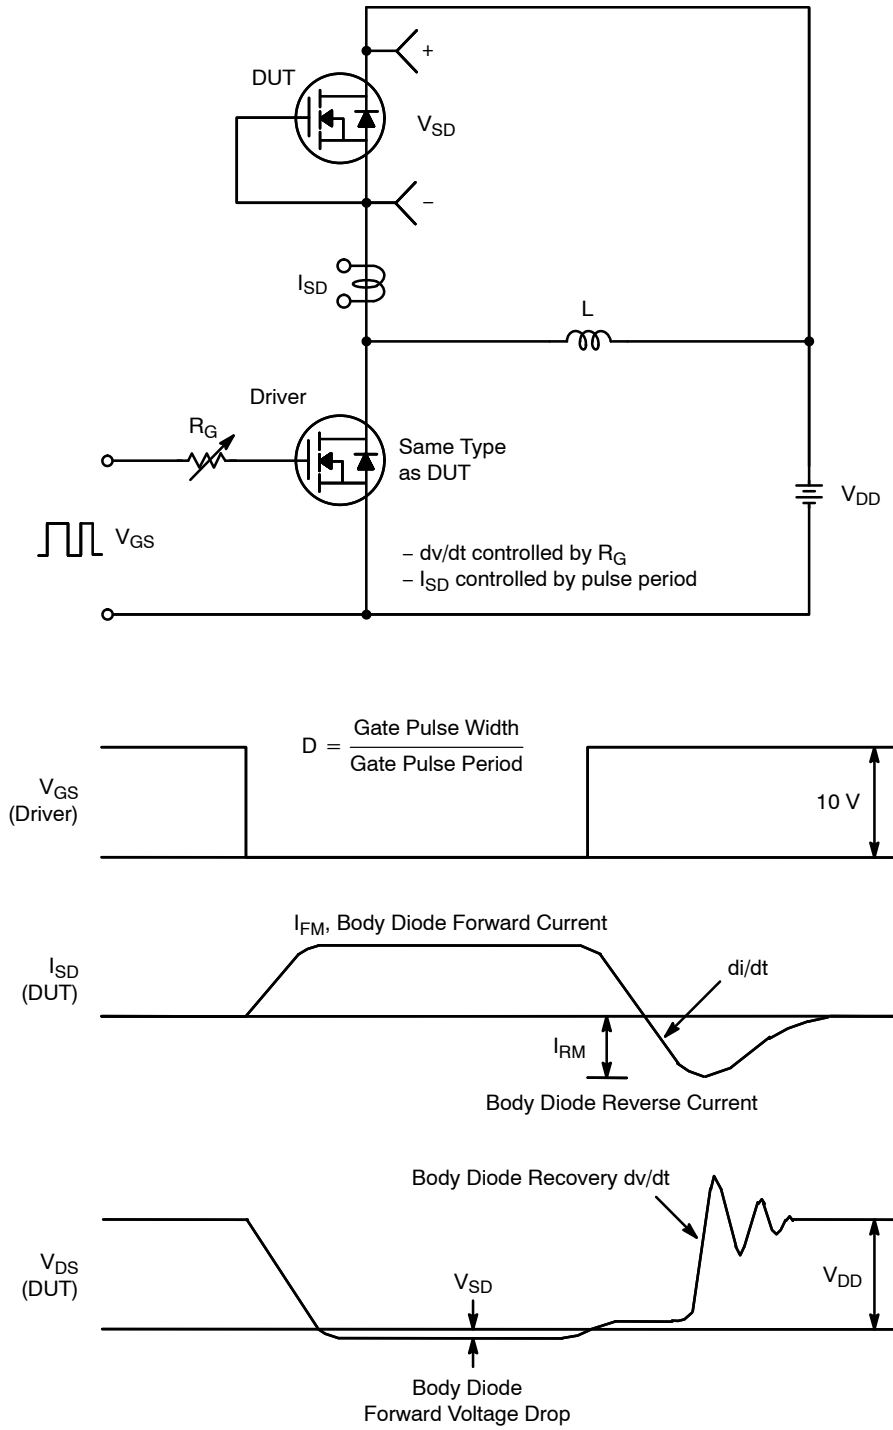 +
DUT
V_SD
−
I_SD
L
Driver
R_G
Same Type
as DUT
V_DD
V_GS
− dv/dt controlled by R_G
− I_SD controlled by pulse period
D = Gate Pulse Width
Gate Pulse Period
V_GS
(Driver)
10 V
I_FM, Body Diode Forward Current
I_SD
(DUT)
di/dt
I_RM
Body Diode Reverse Current
Body Diode Recovery dv/dt
V_DS
(DUT)
V_SD
V_DD
Body Diode
Forward Voltage Drop